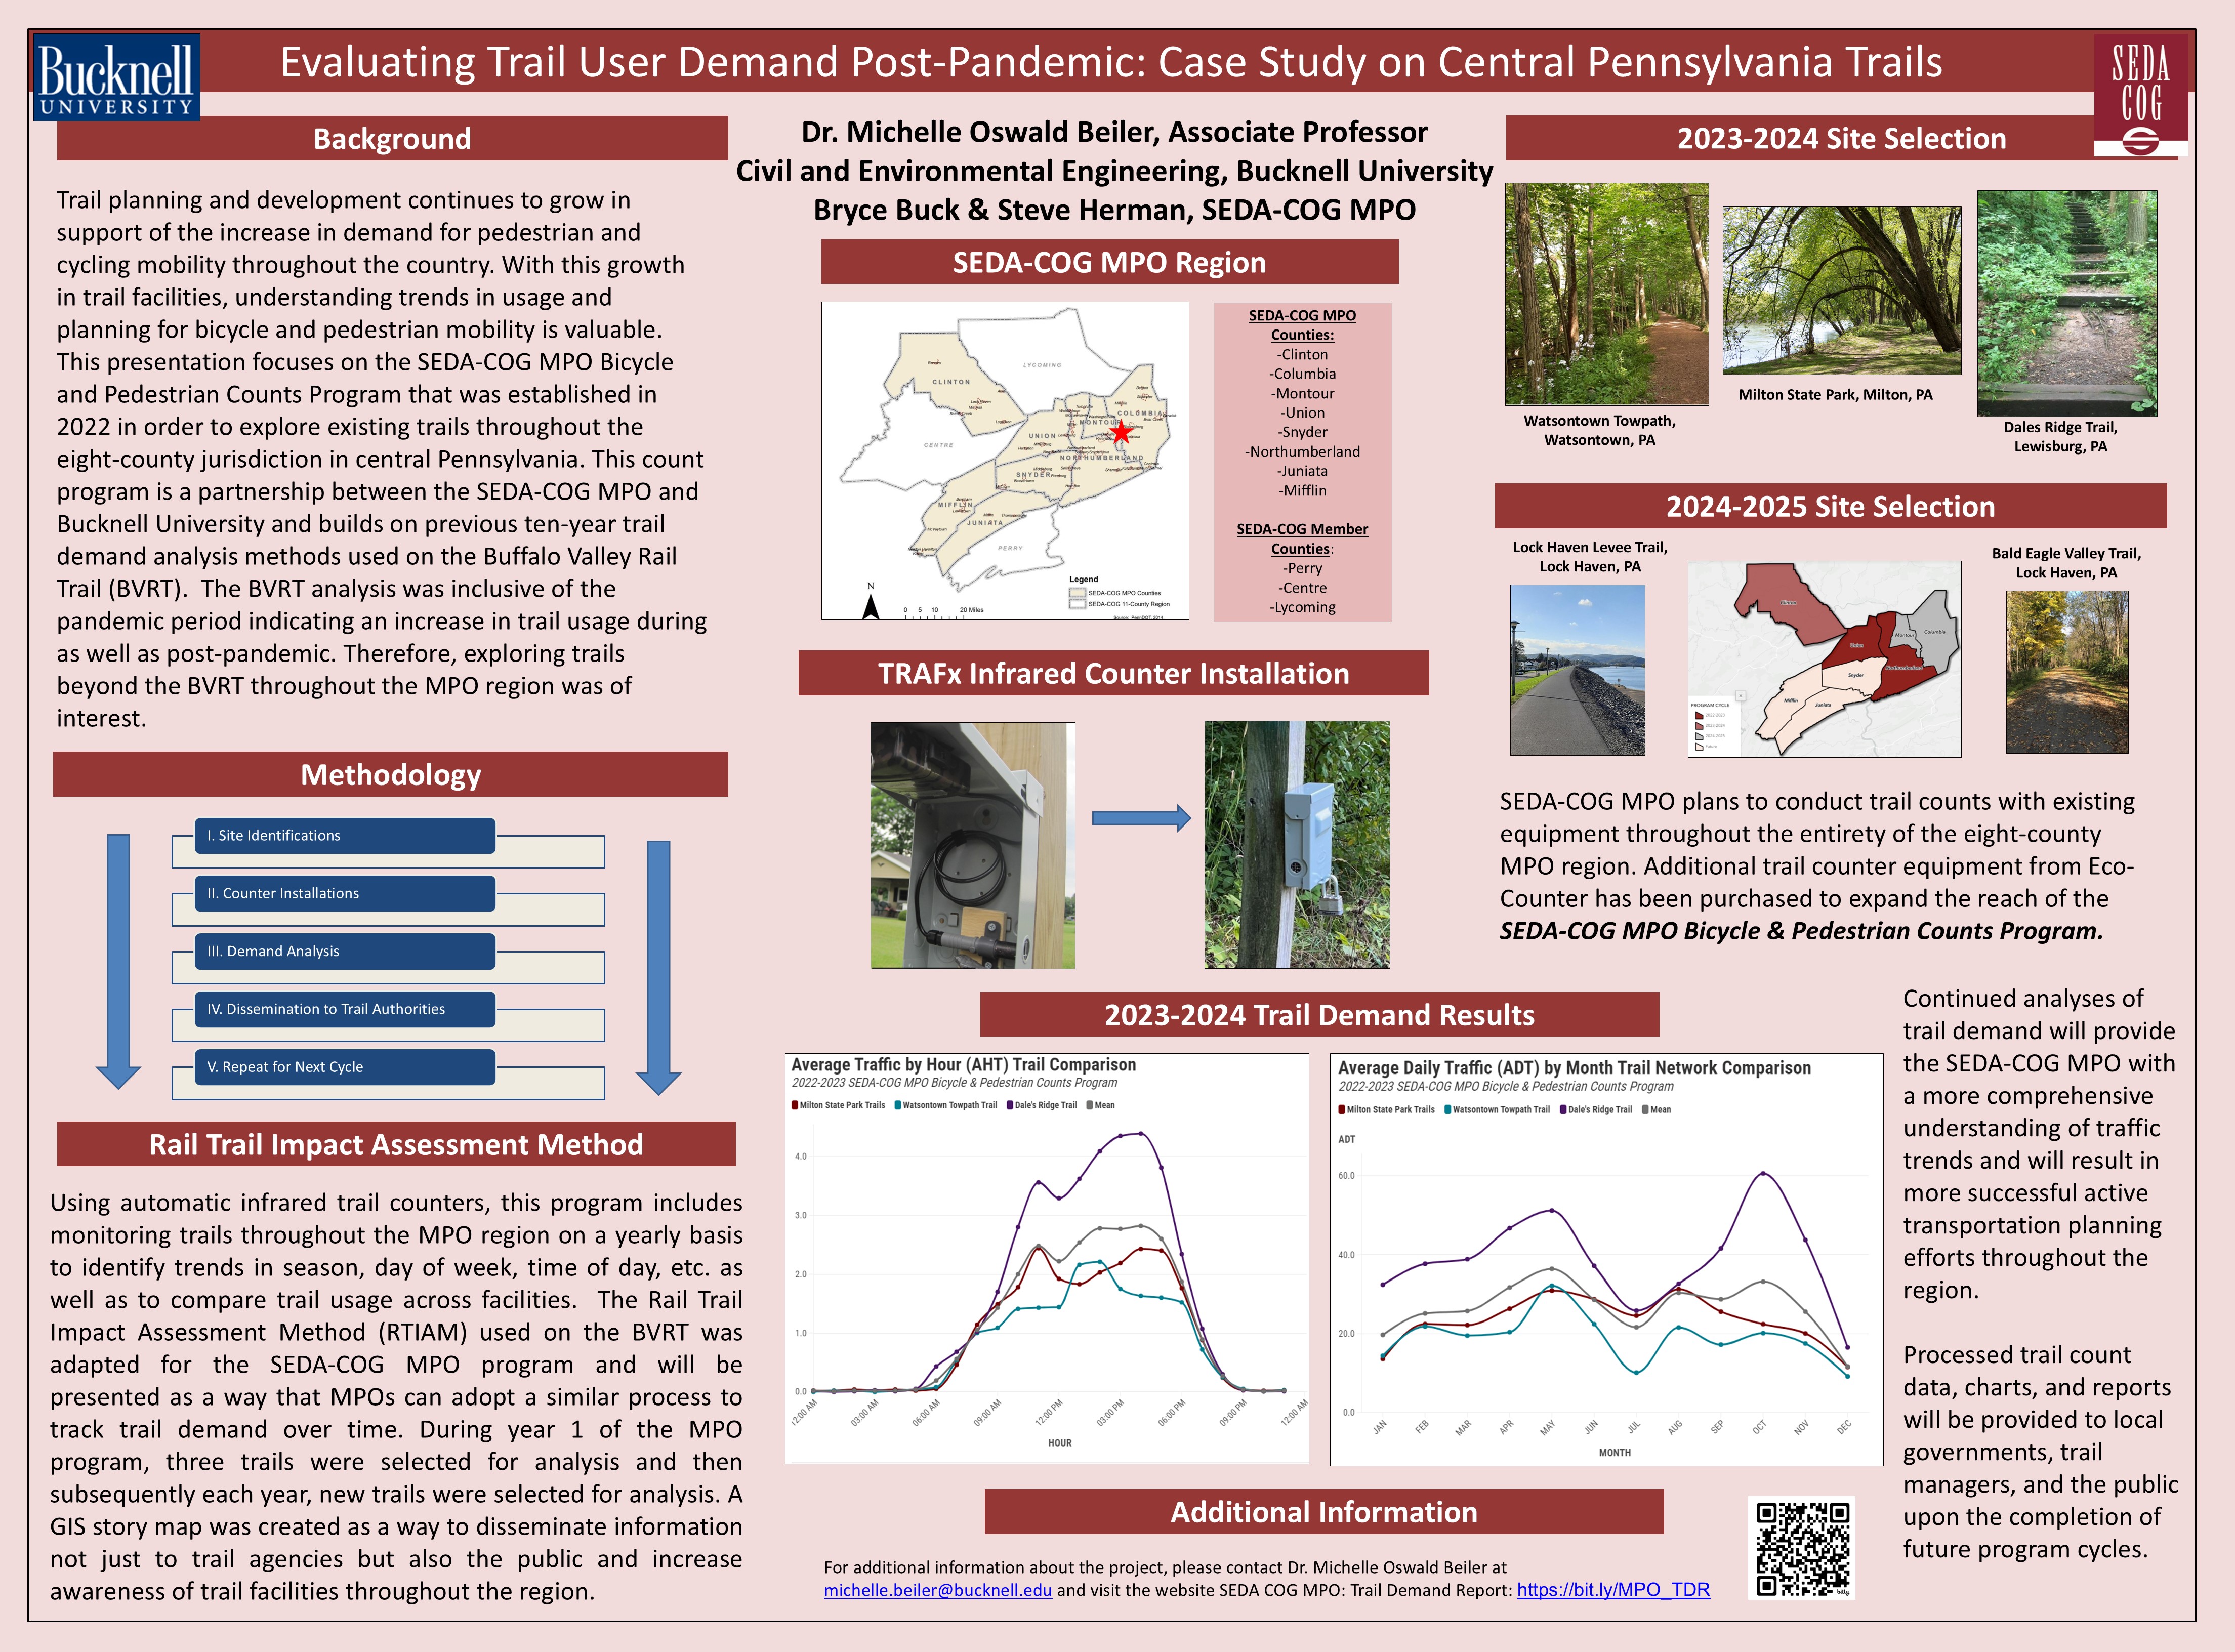 Bucknell
UNIVERSITY
Evaluating Trail User Demand Post-Pandemic: Case Study on Central Pennsylvania Trails
SEDA
COG
Dr. Michelle Oswald Beiler, Associate Professor
Civil and Environmental Engineering, Bucknell University
Bryce Buck & Steve Herman, SEDA-COG MPO
Background
Trail planning and development continues to grow in
support of the increase in demand for pedestrian and
cycling mobility throughout the country. With this growth
in trail facilities, understanding trends in usage and
planning for bicycle and pedestrian mobility is valuable.
This presentation focuses on the SEDA-COG MPO Bicycle
and Pedestrian Counts Program that was established in
2022 in order to explore existing trails throughout the
eight-county jurisdiction in central Pennsylvania. This count
program is a partnership between the SEDA-COG MPO and
Bucknell University and builds on previous ten-year trail
demand analysis methods used on the Buffalo Valley Rail
Trail (BVRT).  The BVRT analysis was inclusive of the
pandemic period indicating an increase in trail usage during
as well as post-pandemic. Therefore, exploring trails
beyond the BVRT throughout the MPO region was of
interest.
Methodology
I. Site Identifications
II. Counter Installations
III. Demand Analysis
IV. Dissemination to Trail Authorities
V. Repeat for Next Cycle
Rail Trail Impact Assessment Method
Using automatic infrared trail counters, this program includes
monitoring trails throughout the MPO region on a yearly basis
to identify trends in season, day of week, time of day, etc. as
well as to compare trail usage across facilities.  The Rail Trail
Impact Assessment Method (RTIAM) used on the BVRT was
adapted for the SEDA-COG MPO program and will be
presented as a way that MPOs can adopt a similar process to
track trail demand over time. During year 1 of the MPO
program, three trails were selected for analysis and then
subsequently each year, new trails were selected for analysis. A
GIS story map was created as a way to disseminate information
not just to trail agencies but also the public and increase
awareness of trail facilities throughout the region.
SEDA-COG MPO Region
LYCOMING
CLINTON
CENTRE
COLUMBIA
MONTOUR
UNION
NORTHUMBERLAND
SNYDER
MIFFLIN
JUNIATA
PERRY
N
0 5 10 20 Miles
Legend
SEDA-COG MPO Counties
SEDA-COG 11-County Region
Source: PennDOT, 2014
SEDA-COG MPO
Counties:
-Clinton
-Columbia
-Montour
-Union
-Snyder
-Northumberland
-Juniata
-Mifflin
SEDA-COG Member
Counties:
-Perry
-Centre
-Lycoming
TRAFx Infrared Counter Installation
2023-2024 Site Selection
Watsontown Towpath,
Watsontown, PA
Milton State Park, Milton, PA
Dales Ridge Trail,
Lewisburg, PA
2024-2025 Site Selection
Lock Haven Levee Trail,
Lock Haven, PA
Clinton
Union
Montour
Columbia
Northumberland
Snyder
Mifflin
Juniata
PROGRAM CYCLE
2022-2023
2023-2024
2024-2025
Future
Bald Eagle Valley Trail,
Lock Haven, PA
SEDA-COG MPO plans to conduct trail counts with existing
equipment throughout the entirety of the eight-county
MPO region. Additional trail counter equipment from Eco-
Counter has been purchased to expand the reach of the
SEDA-COG MPO Bicycle & Pedestrian Counts Program.
2023-2024 Trail Demand Results
Average Traffic by Hour (AHT) Trail Comparison
2022-2023 SEDA-COG MPO Bicycle & Pedestrian Counts Program
Milton State Park Trails Watsontown Towpath Trail Dale's Ridge Trail Mean
4.0
3.0
2.0
1.0
0.0
12:00 AM 03:00 AM 06:00 AM 09:00 AM 12:00 PM 03:00 PM 06:00 PM 09:00 PM 12:00 AM
HOUR
Average Daily Traffic (ADT) by Month Trail Network Comparison
2022-2023 SEDA-COG MPO Bicycle & Pedestrian Counts Program
Milton State Park Trails Watsontown Towpath Trail Dale's Ridge Trail Mean
ADT
60.0
40.0
20.0
0.0
JAN FEB MAR APR MAY JUN JUL AUG SEP OCT NOV DEC
MONTH
Continued analyses of
trail demand will provide
the SEDA-COG MPO with
a more comprehensive
understanding of traffic
trends and will result in
more successful active
transportation planning
efforts throughout the
region.
Processed trail count
data, charts, and reports
will be provided to local
governments, trail
managers, and the public
upon the completion of
future program cycles.
Additional Information
For additional information about the project, please contact Dr. Michelle Oswald Beiler at
michelle.beiler@bucknell.edu and visit the website SEDA COG MPO: Trail Demand Report: https://bit.ly/MPO_TDR
bitly